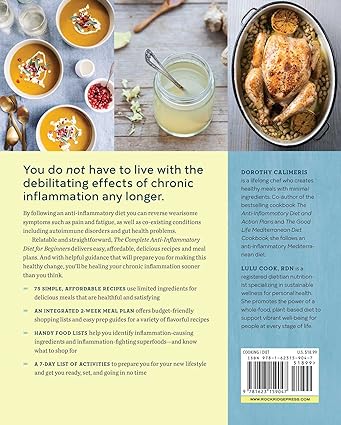 You do not have to live with the
debilitating effects of chronic
inflammation any longer.
By following an anti-inflammatory diet you can reverse wearisome
symptoms such as pain and fatigue, as well as co-existing conditions
including autoimmune disorders and gut health problems.
Relatable and straightforward, The Complete Anti-Inflammatory
Diet for Beginners delivers easy, affordable, delicious recipes and meal
plans. And with helpful guidance that will prepare you for making this
healthy change, you'll be healing your chronic inflammation sooner
than you think.
75 SIMPLE, AFFORDABLE RECIPES use limited ingredients for
delicious meals that are healthful and satisfying
AN INTEGRATED 2-WEEK MEAL PLAN offers budget-friendly
shopping lists and easy prep guides for a variety of flavorful recipes
HANDY FOOD LISTS help you identify inflammation-causing
ingredients and inflammation-fighting superfoods—and know
what to shop for
A 7-DAY LIST OF ACTIVITIES to prepare you for your new lifestyle
and get you ready, set, and going in no time
DOROTHY CALIMERIS
is a lifelong chef who creates
healthy meals with minimal
ingredients. Co-author of the
bestselling cookbook The
Anti-Inflammatory Diet and
Action Plans and The Good
Life Mediterranean Diet
Cookbook, she follows an
anti-inflammatory Mediterra-
nean diet.
LULU COOK, RDN is a
registered dietitian nutrition-
ist specializing in sustainable
wellness for personal health.
She promotes the power of
a whole-food, plant-based diet to
support vibrant well-being for
people at every stage of life.
COOKING / DIET U.S. $18.99
ISBN 978-1-62315-904-7
51899
9 781623 159047
WWW.ROCKRIDGEPRESS.COM